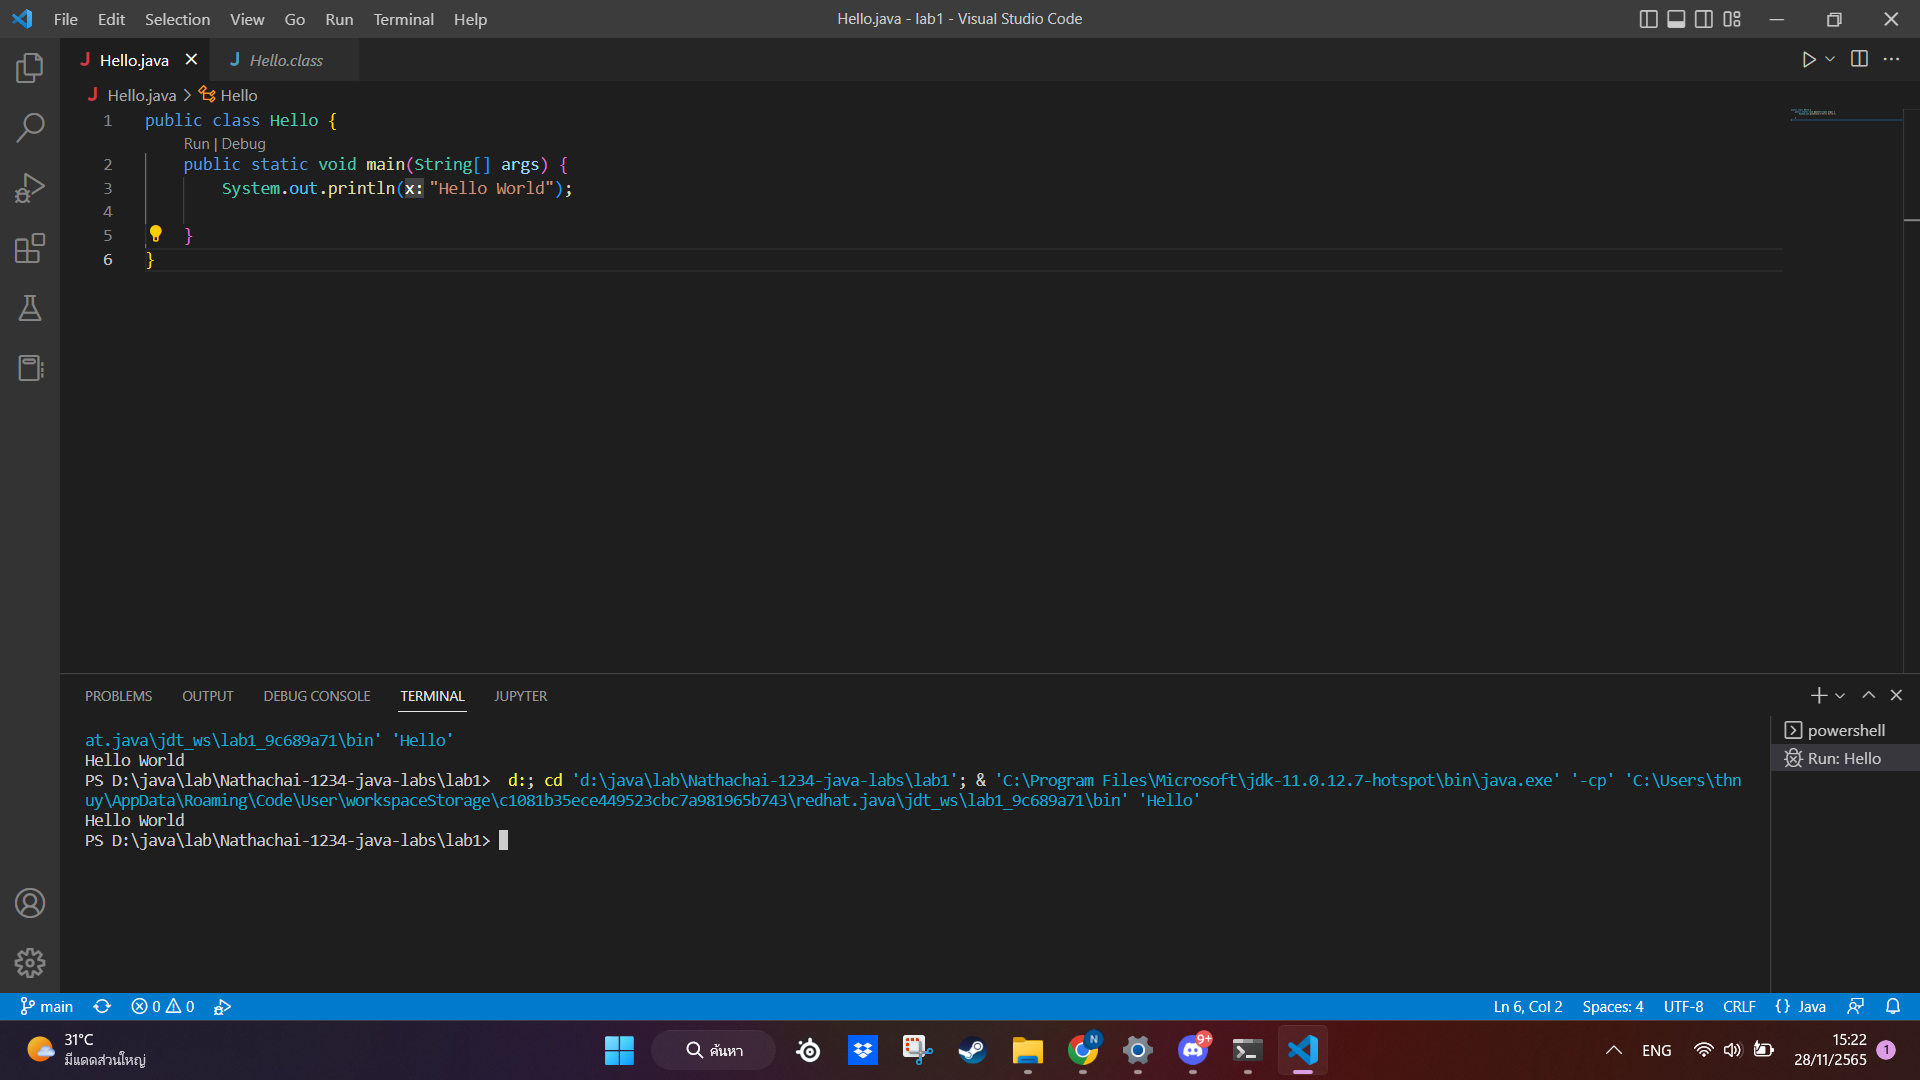 File Edit Selection View Go Run Terminal Help
Hello.java - lab1 - Visual Studio Code
J Hello.java
J Hello.class
J Hello.java > Hello
1 public class Hello {
Run | Debug
2 public static void main(String[] args) {
3 System.out.println(x: "Hello World");
4
5 }
6 }
PROBLEMS OUTPUT DEBUG CONSOLE TERMINAL JUPYTER
at.java\jdt_ws\lab1_9c689a71\bin' 'Hello'
Hello World
PS D:\java\lab\Nathachai-1234-java-labs\lab1> d:; cd 'd:\java\lab\Nathachai-1234-java-labs\lab1'; & 'C:\Program Files\Microsoft\jdk-11.0.12.7-hotspot\bin\java.exe' '-cp' 'C:\Users\thn
uy\AppData\Roaming\Code\User\workspaceStorage\c1081b35ece449523cbc7a981965b743\redhat.java\jdt_ws\lab1_9c689a71\bin' 'Hello'
Hello World
PS D:\java\lab\Nathachai-1234-java-labs\lab1>
powershell
Run: Hello
main 0 0
Ln 6, Col 2 Spaces: 4 UTF-8 CRLF {} Java
31°C
มีแดดส่วนใหญ่
ค้นหา
N
9+
ENG
15:22
28/11/2565
1